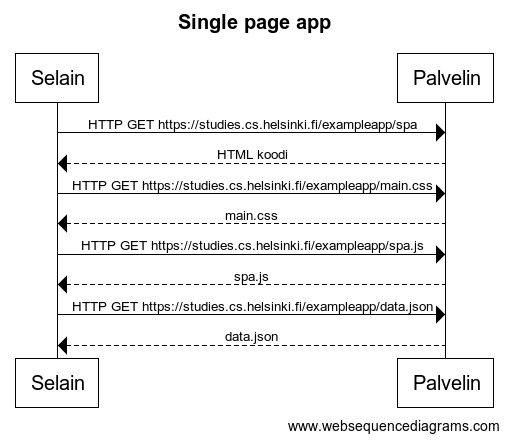 Single page app
Selain
Palvelin
HTTP GET https://studies.cs.helsinki.fi/exampleapp/spa
HTML koodi
HTTP GET https://studies.cs.helsinki.fi/exampleapp/main.css
main.css
HTTP GET https://studies.cs.helsinki.fi/exampleapp/spa.js
spa.js
HTTP GET https://studies.cs.helsinki.fi/exampleapp/data.json
data.json
Selain
Palvelin
www.websequencediagrams.com